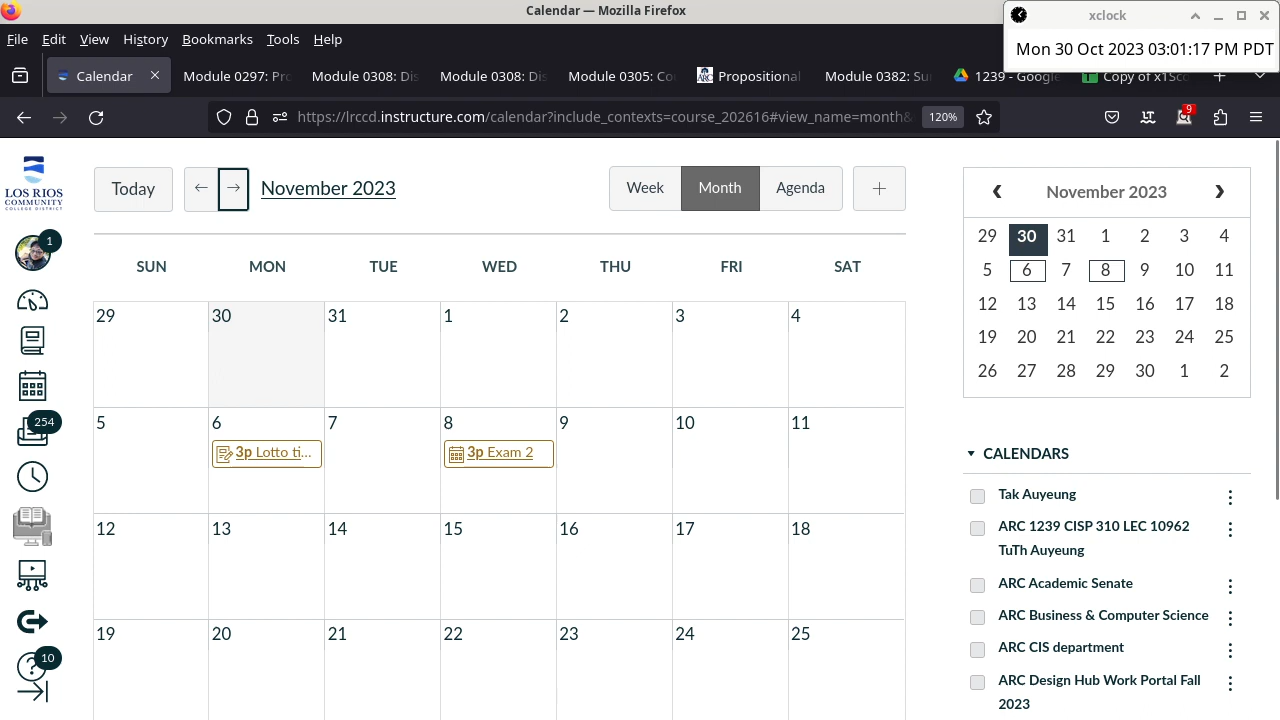 Calendar — Mozilla Firefox
xclock
File Edit View History Bookmarks Tools Help
Mon 30 Oct 2023 03:01:17 PM PDT
Calendar
Module 0297: Pro
Module 0308: Dis
Module 0308: Dis
Module 0305: Co
ARC Propositional
Module 0382: Su
1239 - Google
Copy of x1Sco
https://lrccd.instructure.com/calendar?include_contexts=course_202616#view_name=month&
120%
9
LOS RIOS
COMMUNITY
COLLEGE DISTRICT
1
254
10
Today
← →
November 2023
Week Month Agenda +
SUN MON TUE WED THU FRI SAT
29 30 31 1 2 3 4
5 6 7 8 9 10 11
3p Lotto ti...
3p Exam 2
12 13 14 15 16 17 18
19 20 21 22 23 24 25
November 2023
29 30 31 1 2 3 4
5 6 7 8 9 10 11
12 13 14 15 16 17 18
19 20 21 22 23 24 25
26 27 28 29 30 1 2
CALENDARS
Tak Auyeung
ARC 1239 CISP 310 LEC 10962
TuTh Auyeung
ARC Academic Senate
ARC Business & Computer Science
ARC CIS department
ARC Design Hub Work Portal Fall
2023